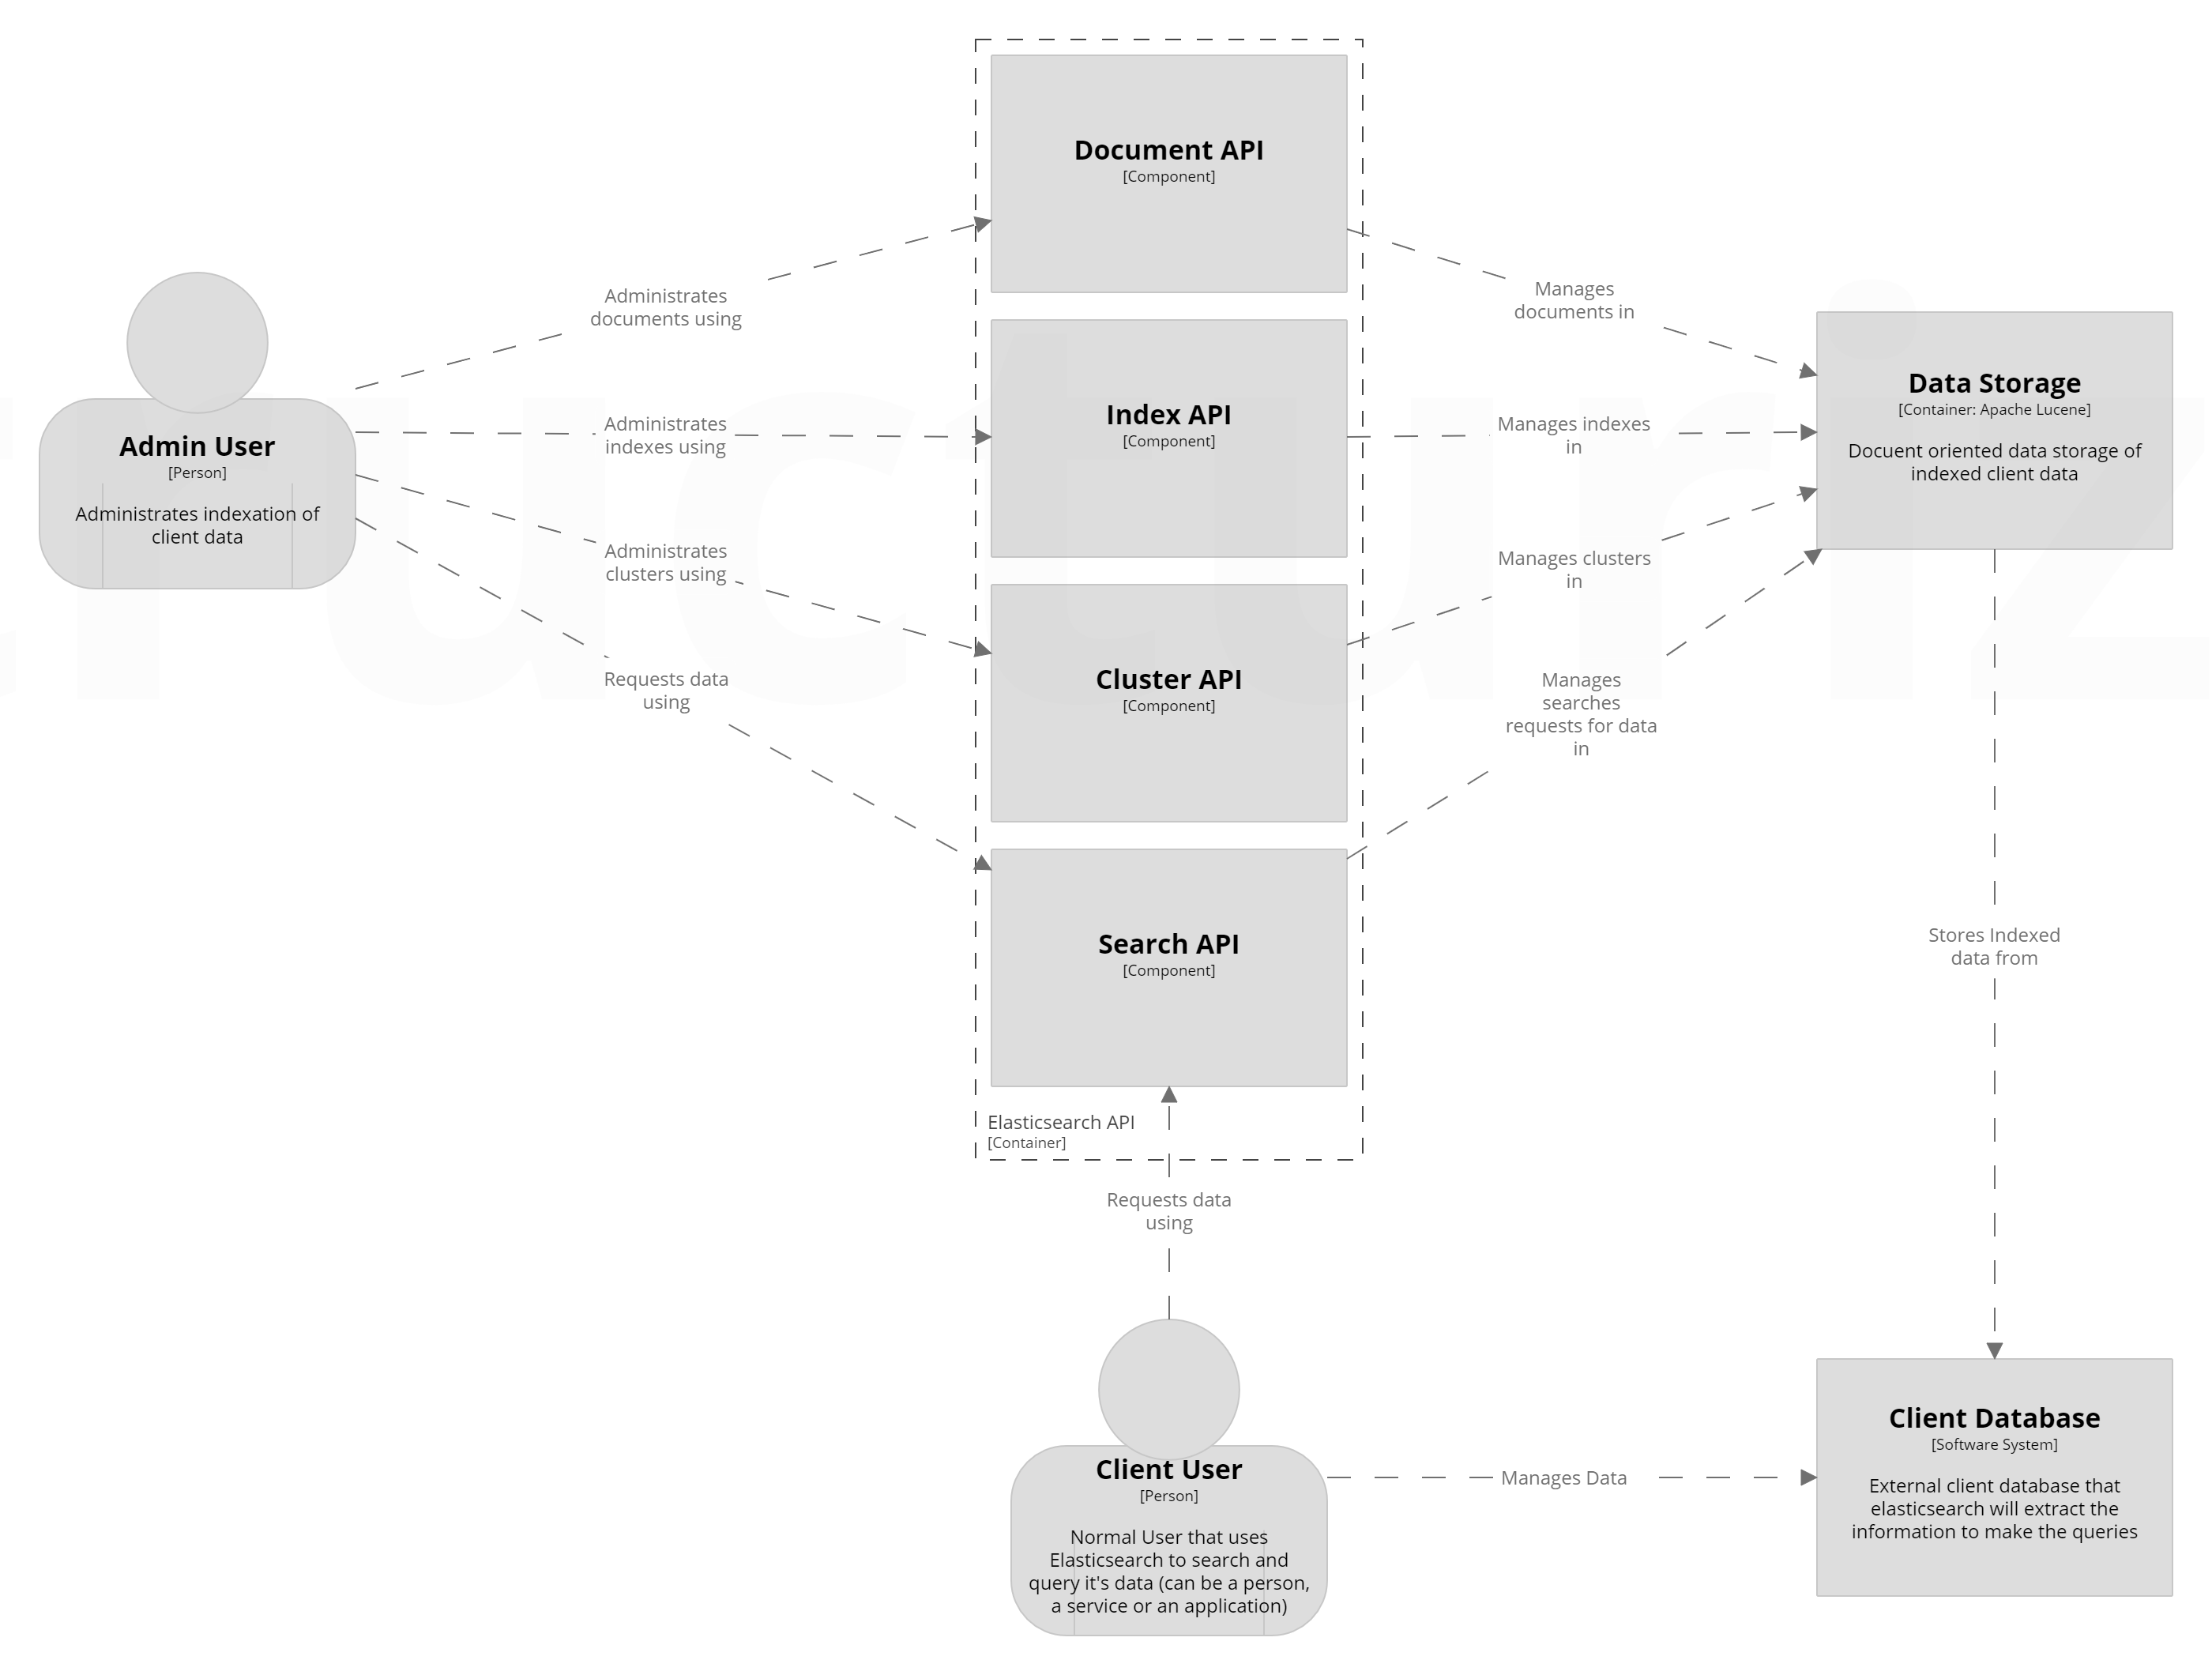 Document API
[Component]
Administrates
documents using
Manages
documents in
Admin User
[Person]
Administrates indexation of
client data
Administrates
indexes using
Index API
[Component]
Manages indexes
in
Data Storage
[Container: Apache Lucene]
Docuent oriented data storage of
indexed client data
Administrates
clusters using
Manages clusters
in
Cluster API
[Component]
Requests data
using
Manages
searches
requests for data
in
Search API
[Component]
Stores Indexed
data from
Elasticsearch API
[Container]
Requests data
using
Client User
[Person]
Normal User that uses
Elasticsearch to search and
query it's data (can be a person,
a service or an application)
Manages Data
Client Database
[Software System]
External client database that
elasticsearch will extract the
information to make the queries